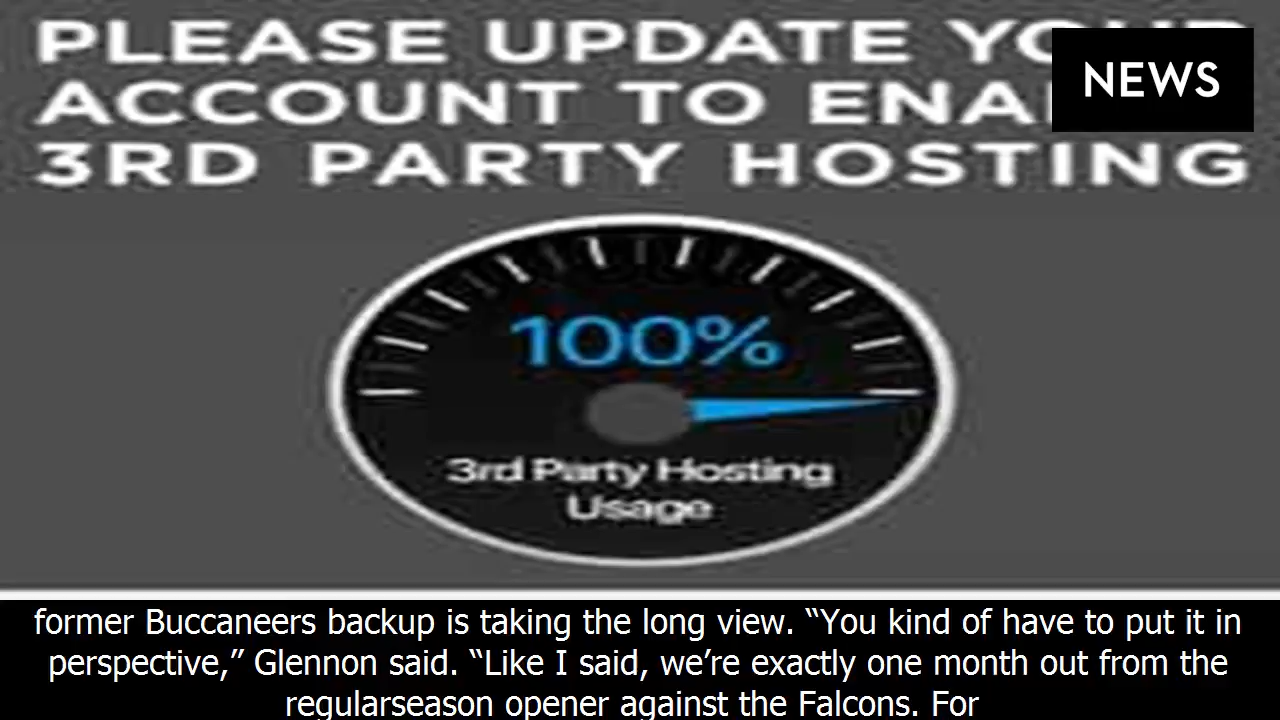 PLEASE UPDATE
ACCOUNT TO
3RD PARTY HOSTING
NEWS
100%
3rd Party Hosting
Usage
former Buccaneers backup is taking the long view. “You kind of have to put it in
perspective,” Glennon said. “Like I said, we’re exactly one month out from the
regularseason opener against the Falcons. For